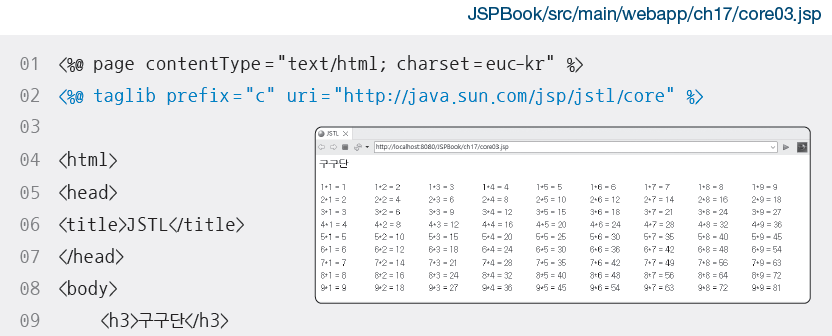 JSPBook/src/main/webapp/ch17/core03.jsp
01 <%@ page contentType="text/html; charset=euc-kr" %>
02 <%@ taglib prefix="c" uri="http://java.sun.com/jsp/jstl/core" %>
03
04 <html>
05 <head>
06 <title>JSTL</title>
07 </head>
08 <body>
09 <h3>구구단</h3>
JSTL
http://localhost:8080/JSPBook/ch17/core03.jsp
구구단
1*1 = 1 1*2 = 2 1*3 = 3 1*4 = 4 1*5 = 5 1*6 = 6 1*7 = 7 1*8 = 8 1*9 = 9
2*1 = 2 2*2 = 4 2*3 = 6 2*4 = 8 2*5 = 10 2*6 = 12 2*7 = 14 2*8 = 16 2*9 = 18
3*1 = 3 3*2 = 6 3*3 = 9 3*4 = 12 3*5 = 15 3*6 = 18 3*7 = 21 3*8 = 24 3*9 = 27
4*1 = 4 4*2 = 8 4*3 = 12 4*4 = 16 4*5 = 20 4*6 = 24 4*7 = 28 4*8 = 32 4*9 = 36
5*1 = 5 5*2 = 10 5*3 = 15 5*4 = 20 5*5 = 25 5*6 = 30 5*7 = 35 5*8 = 40 5*9 = 45
6*1 = 6 6*2 = 12 6*3 = 18 6*4 = 24 6*5 = 30 6*6 = 36 6*7 = 42 6*8 = 48 6*9 = 54
7*1 = 7 7*2 = 14 7*3 = 21 7*4 = 28 7*5 = 35 7*6 = 42 7*7 = 49 7*8 = 56 7*9 = 63
8*1 = 8 8*2 = 16 8*3 = 24 8*4 = 32 8*5 = 40 8*6 = 48 8*7 = 56 8*8 = 64 8*9 = 72
9*1 = 9 9*2 = 18 9*3 = 27 9*4 = 36 9*5 = 45 9*6 = 54 9*7 = 63 9*8 = 72 9*9 = 81